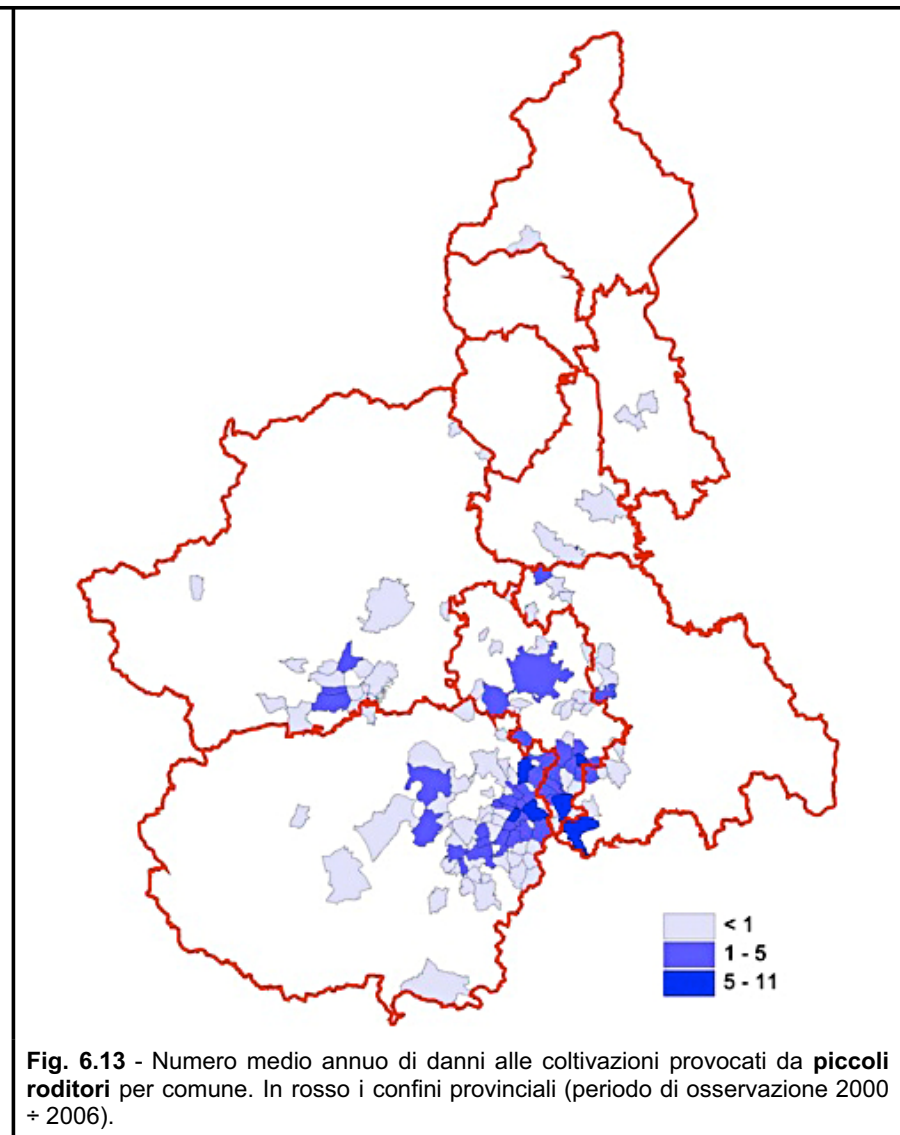 < 1
1 - 5
5 - 11
Fig. 6.13 - Numero medio annuo di danni alle coltivazioni provocati da piccoli
roditori per comune. In rosso i confini provinciali (periodo di osservazione 2000
÷ 2006).